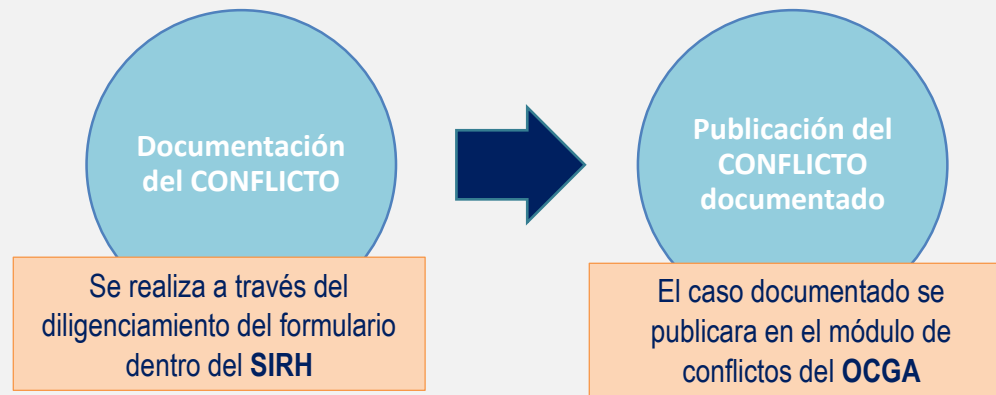 Documentación
del CONFLICTO
Se realiza a través del
diligenciamiento del formulario
dentro del SIRH
Publicación del
CONFLICTO
documentado
El caso documentado se
publicara en el módulo de
conflictos del OCGA